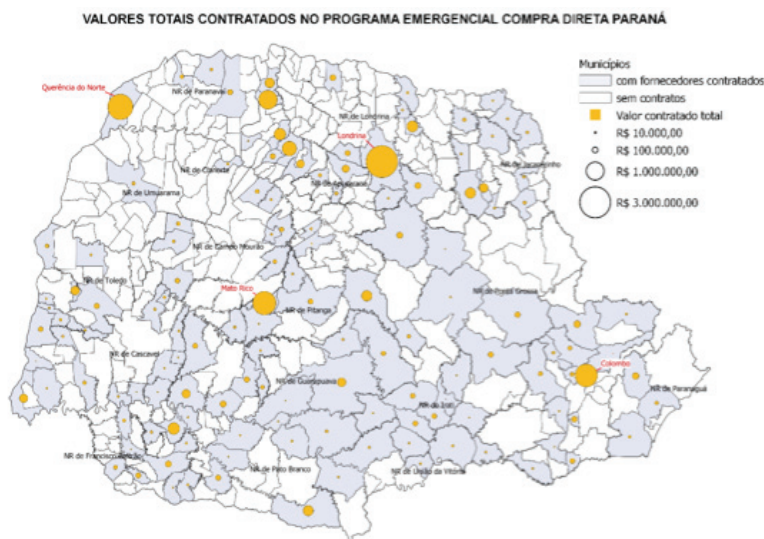 VALORES TOTAIS CONTRATADOS NO PROGRAMA EMERGENCIAL COMPRA DIRETA PARANÁ
Municípios
com fornecedores contratados
sem contratos
Valor contratado total
R$ 10.000,00
R$ 100.000,00
R$ 1.000.000,00
R$ 3.000.000,00
Querência do Norte
NR de Paranavaí
NR de Londrina
Londrina
NR de Cianorte
NR de Apucarana
NR de Jacarezinho
NR de Umuarama
NR de Campo Mourão
NR de Toledo
Mato Rico
NR de Pitanga
NR de Ponta Grossa
NR de Cascavel
Colombo
NR de Guarapuava
NR de Paranaguá
NR de Irati
NR de Francisco Beltrão
NR de Pato Branco
NR de União da Vitória